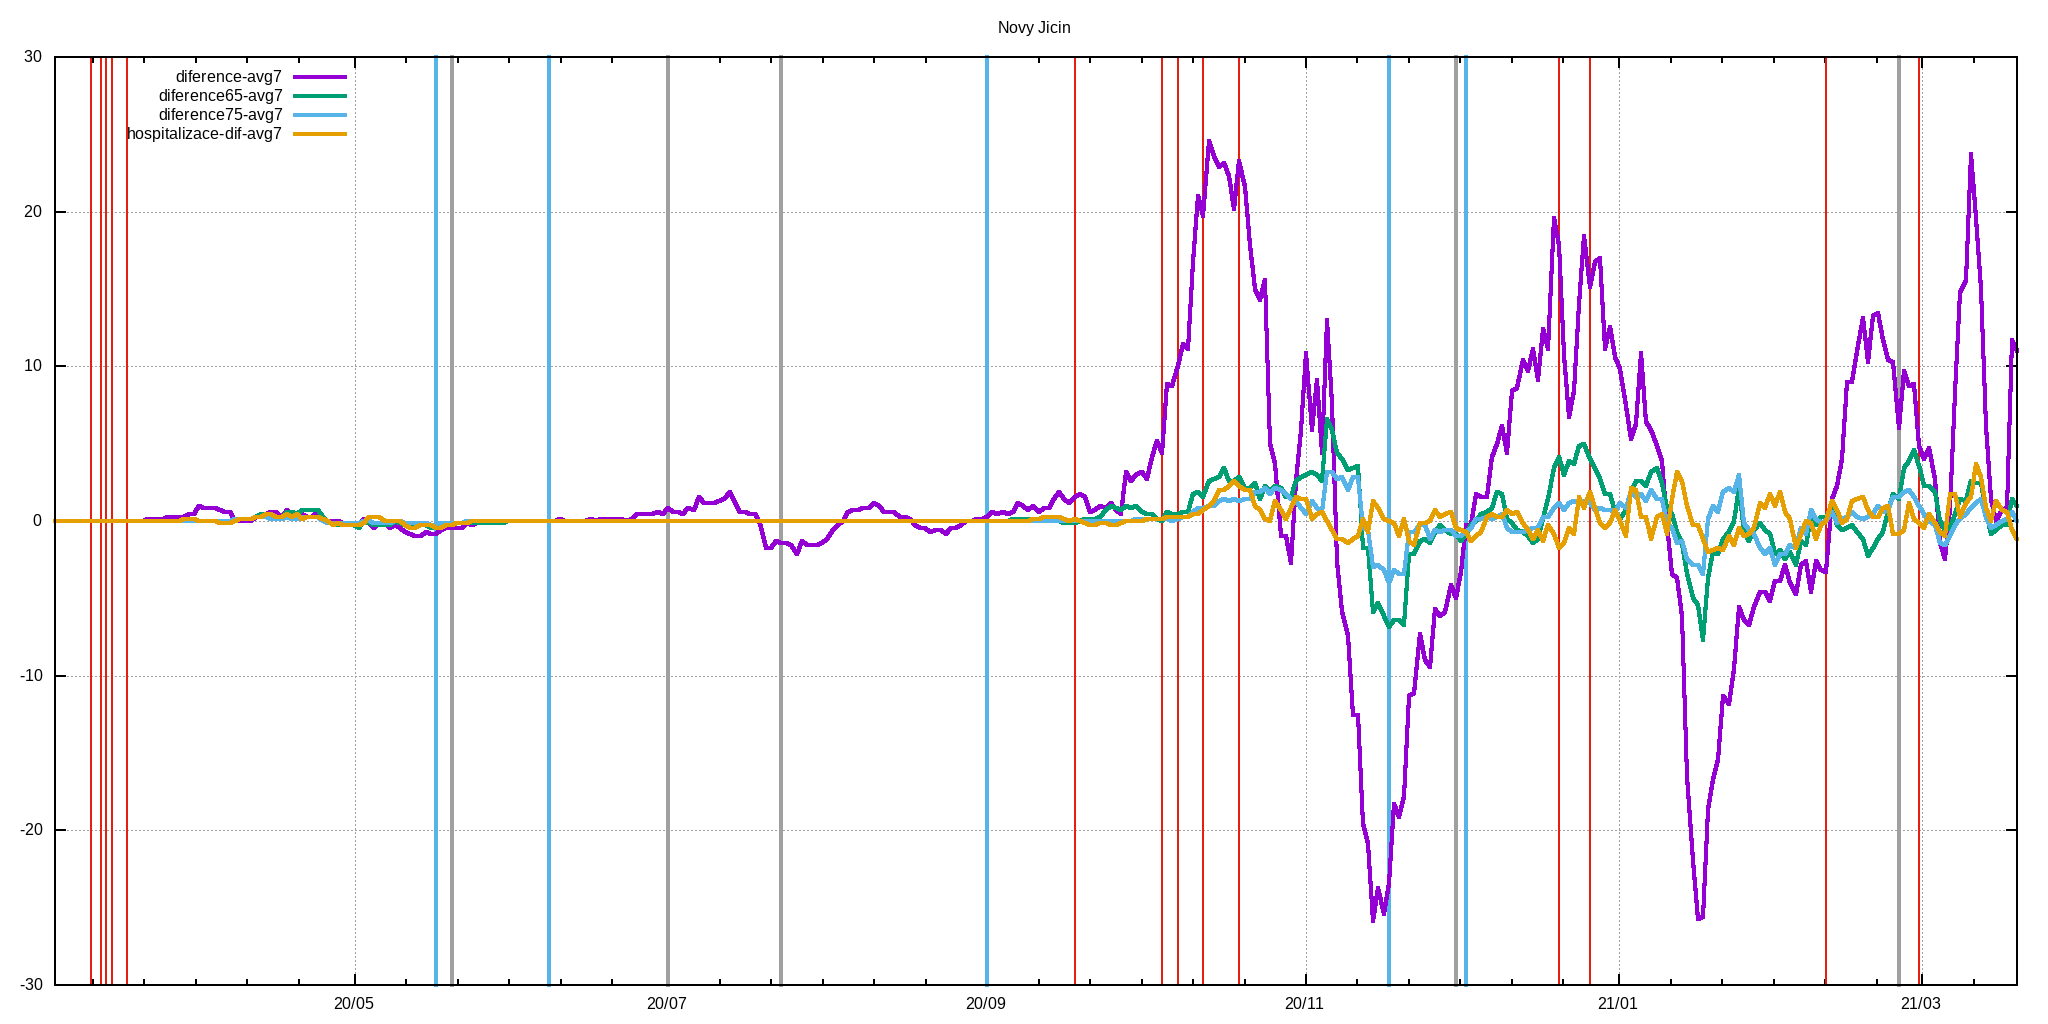 Novy Jicin
30
diference-avg7
diference65-avg7
diference75-avg7
hospitalizace-dif-avg7
20
10
0
-10
-20
-30
20/05
20/07
20/09
20/11
21/01
21/03